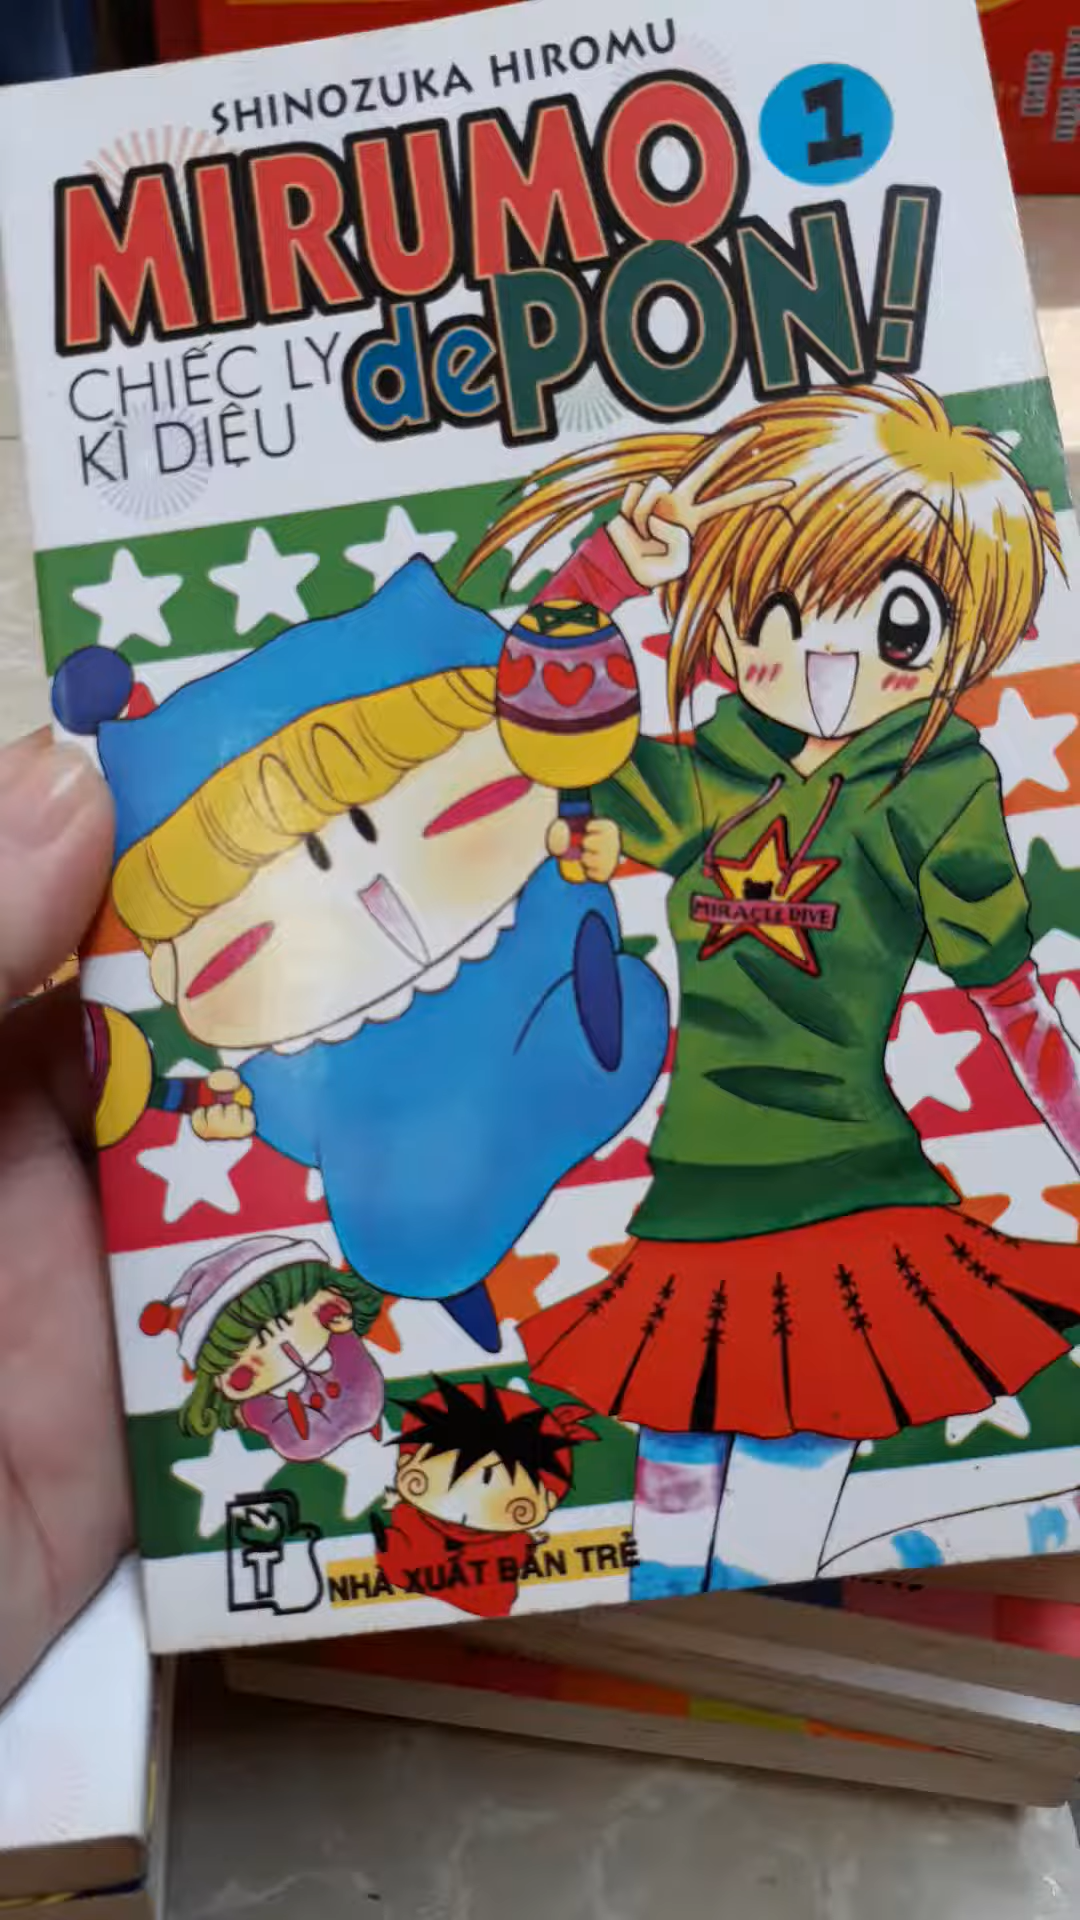 SHINOZUKA HIROMU
1
MIRUMO
dePON!
CHIẾC LY
KÌ DIỆU
MIRACLE DIVE
T
NHÀ XUẤT BẢN TRẺ